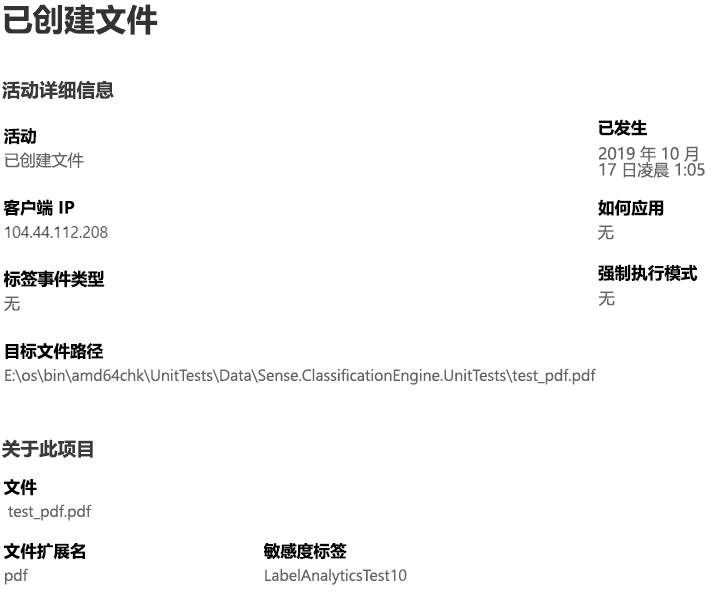 已创建文件
活动详细信息
活动
已创建文件
已发生
2019 年 10 月
17 日凌晨 1:05
客户端 IP
104.44.112.208
如何应用
无
标签事件类型
无
强制执行模式
无
目标文件路径
E:\os\bin\amd64chk\UnitTests\Data\Sense.ClassificationEngine.UnitTests\test_pdf.pdf
关于此项目
文件
test_pdf.pdf
文件扩展名
pdf
敏感度标签
LabelAnalyticsTest10